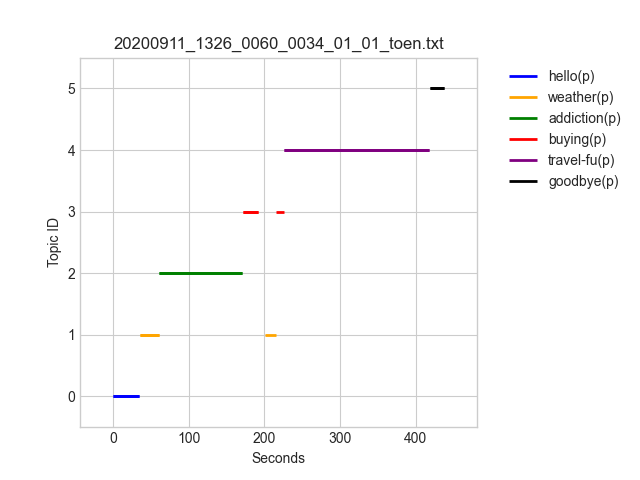 20200911_1326_0060_0034_01_01_toen.txt
hello(p)
weather(p)
addiction(p)
buying(p)
travel-fu(p)
goodbye(p)
Topic ID
5
4
3
2
1
0
0 100 200 300 400
Seconds